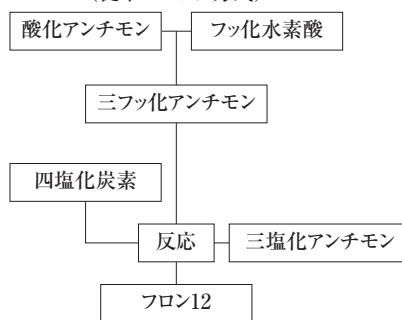 酸化アンチモン
フッ化水素酸
三フッ化アンチモン
四塩化炭素
反応
三塩化アンチモン
フロン12